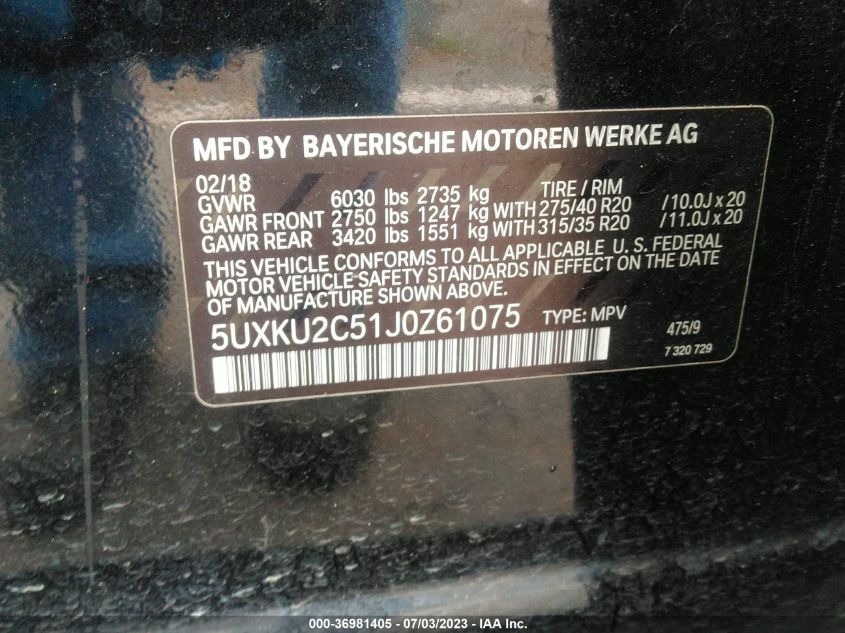 MFD BY BAYERISCHE MOTOREN WERKE AG
02/18 TIRE / RIM
GVWR 6030 lbs 2735 kg
GAWR FRONT 2750 lbs 1247 kg WITH 275/40 R20 /10.0J x 20
GAWR REAR 3420 lbs 1551 kg WITH 315/35 R20 /11.0J x 20
THIS VEHICLE CONFORMS TO ALL APPLICABLE U. S. FEDERAL
MOTOR VEHICLE SAFETY STANDARDS IN EFFECT ON THE DATE
OF MANUFACTURE SHOWN ABOVE.
5UXKU2C51J0Z61075 TYPE: MPV 475/9
7 320 729
000-36981405 - 07/03/2023 - IAA Inc.